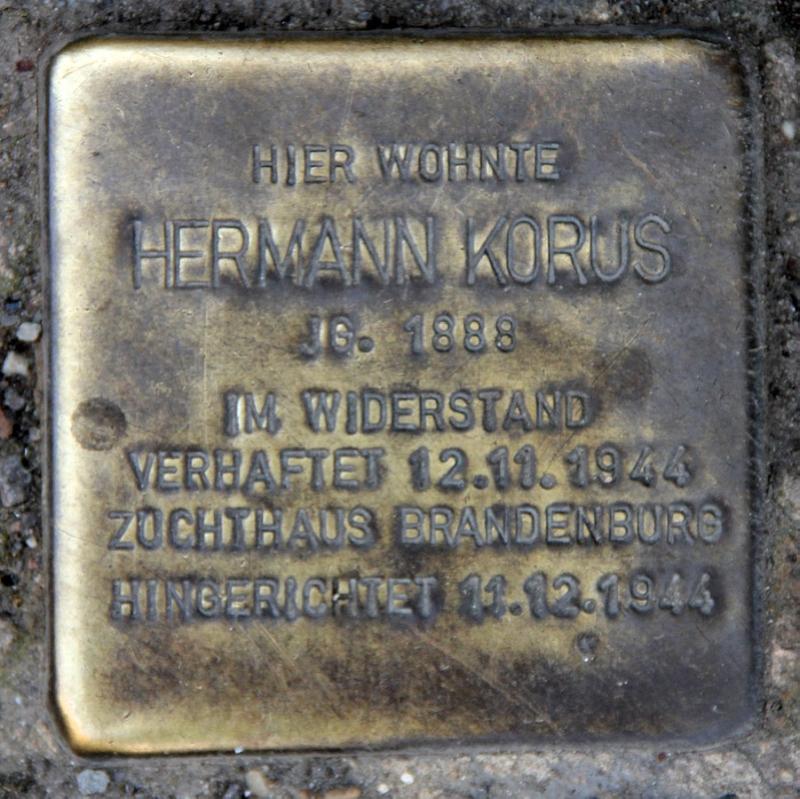 HIER WOHNTE
HERMANN KORUS
JG. 1888
IM WIDERSTAND
VERHAFTET 12.11.1944
ZUCHTHAUS BRANDENBURG
HINGERICHTET 11.12.1944